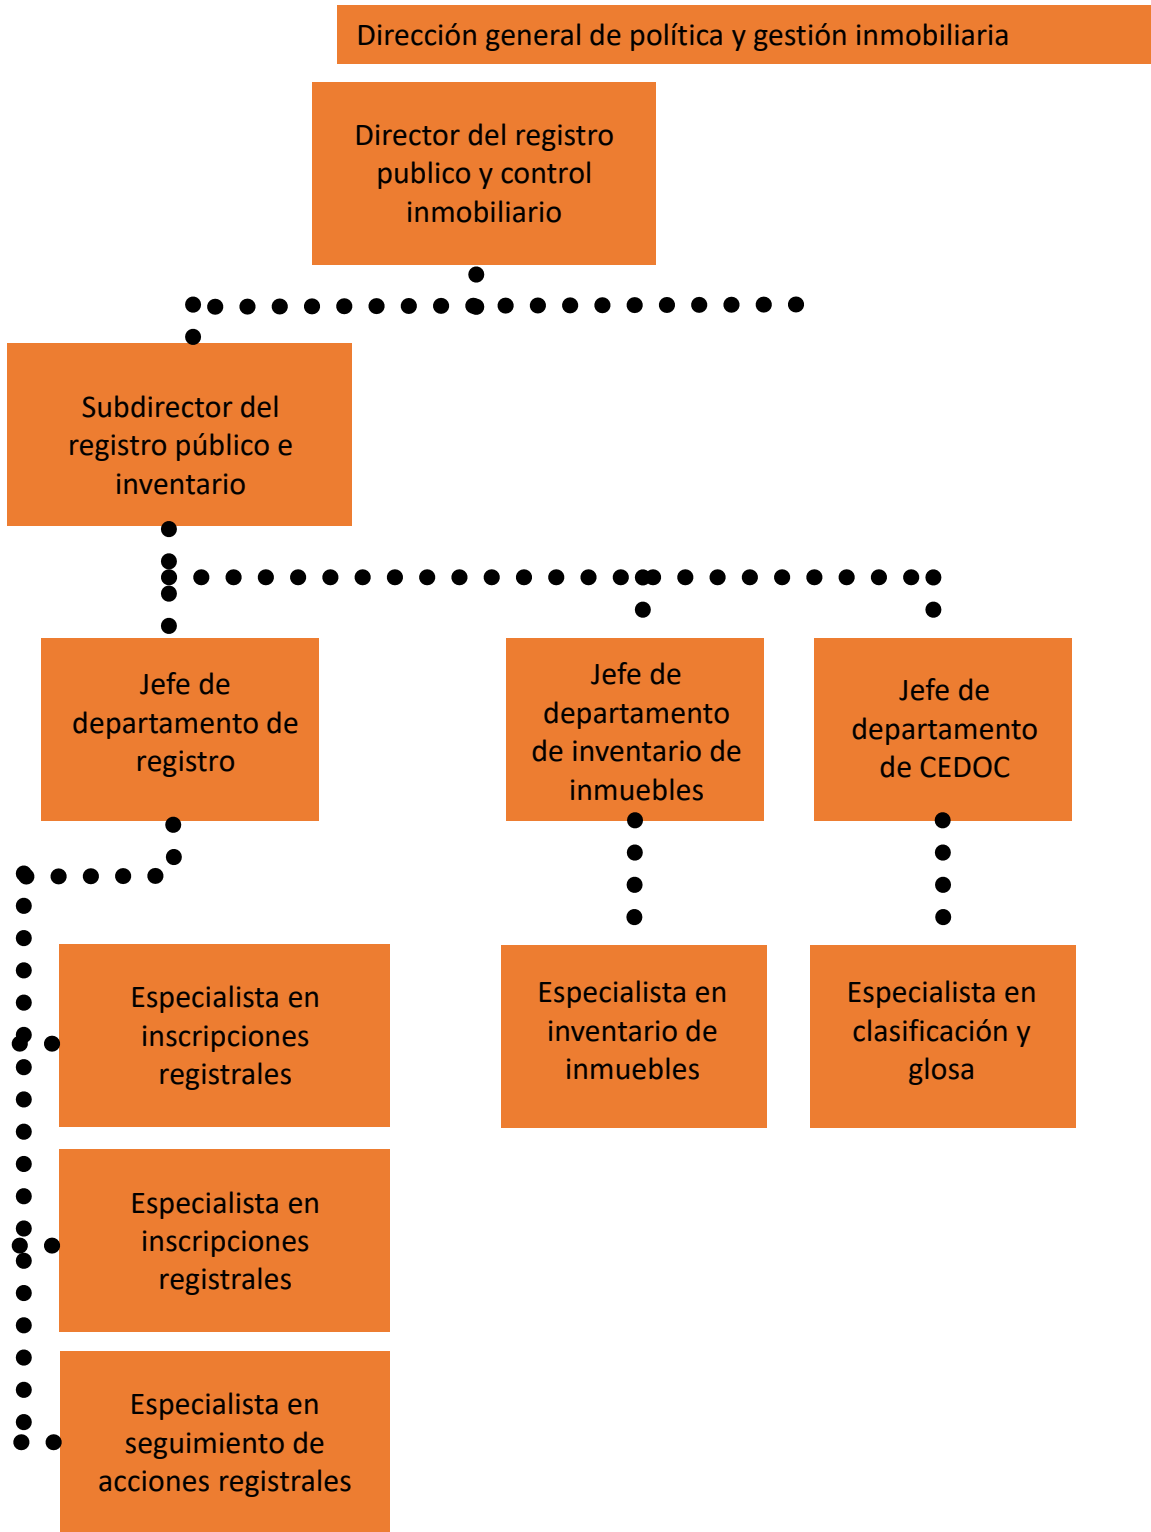 Dirección general de política y gestión inmobiliaria
Director del registro
publico y control
inmobiliario
Subdirector del
registro público e
inventario
Jefe de
departamento de
registro
Jefe de
departamento
de inventario de
inmuebles
Jefe de
departamento
de CEDOC
Especialista en
inscripciones
registrales
Especialista en
inventario de
inmuebles
Especialista en
clasificación y
glosa
Especialista en
inscripciones
registrales
Especialista en
seguimiento de
acciones registrales